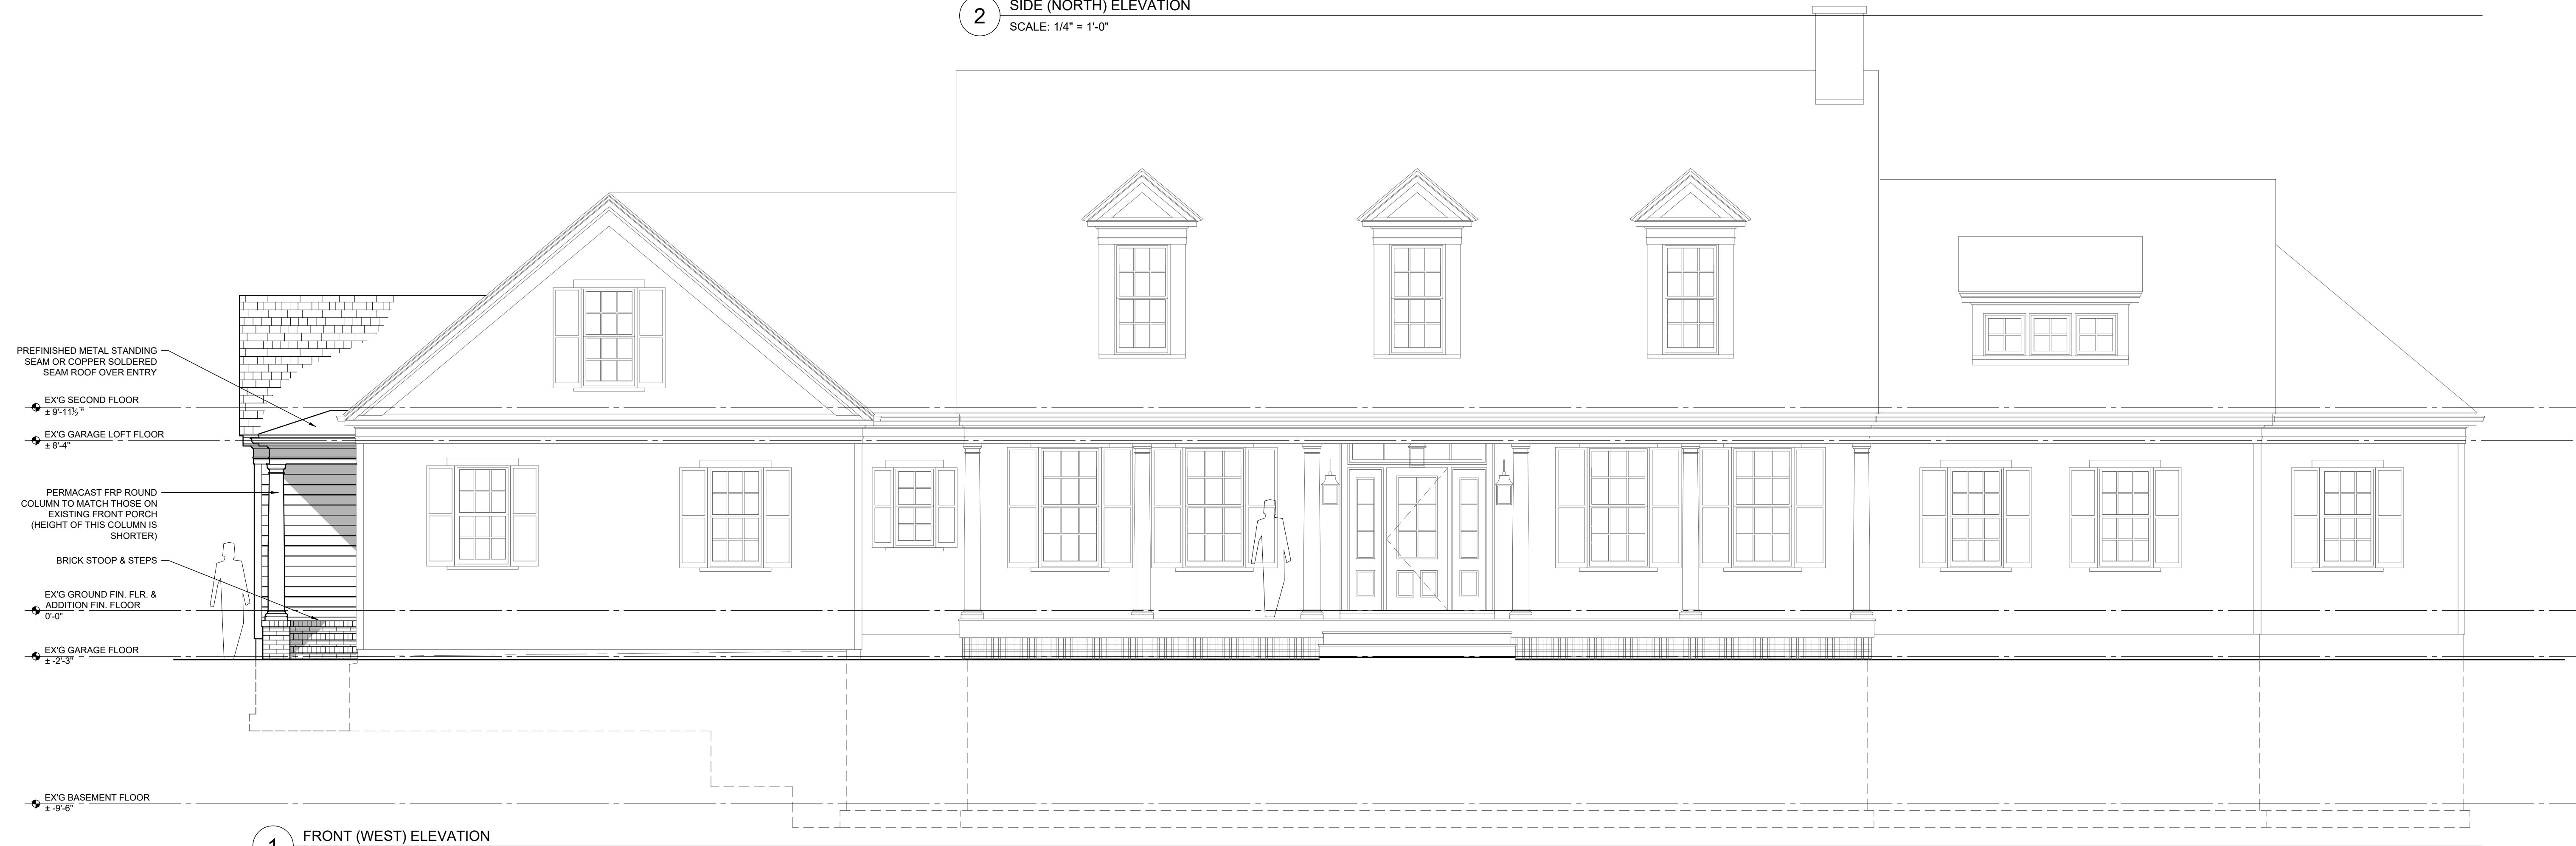 2
SIDE (NORTH) ELEVATION
SCALE: 1/4" = 1'-0"
PREFINISHED METAL STANDING
SEAM OR COPPER SOLDERED
SEAM ROOF OVER ENTRY
EX'G SECOND FLOOR
± 9'-11½ "
EX'G GARAGE LOFT FLOOR
± 8'-4"
PERMACAST FRP ROUND
COLUMN TO MATCH THOSE ON
EXISTING FRONT PORCH
(HEIGHT OF THIS COLUMN IS
SHORTER)
BRICK STOOP & STEPS
EX'G GROUND FIN. FLR. &
ADDITION FIN. FLOOR
0'-0"
EX'G GARAGE FLOOR
± -2'-3"
EX'G BASEMENT FLOOR
± -9'-6"
1
FRONT (WEST) ELEVATION